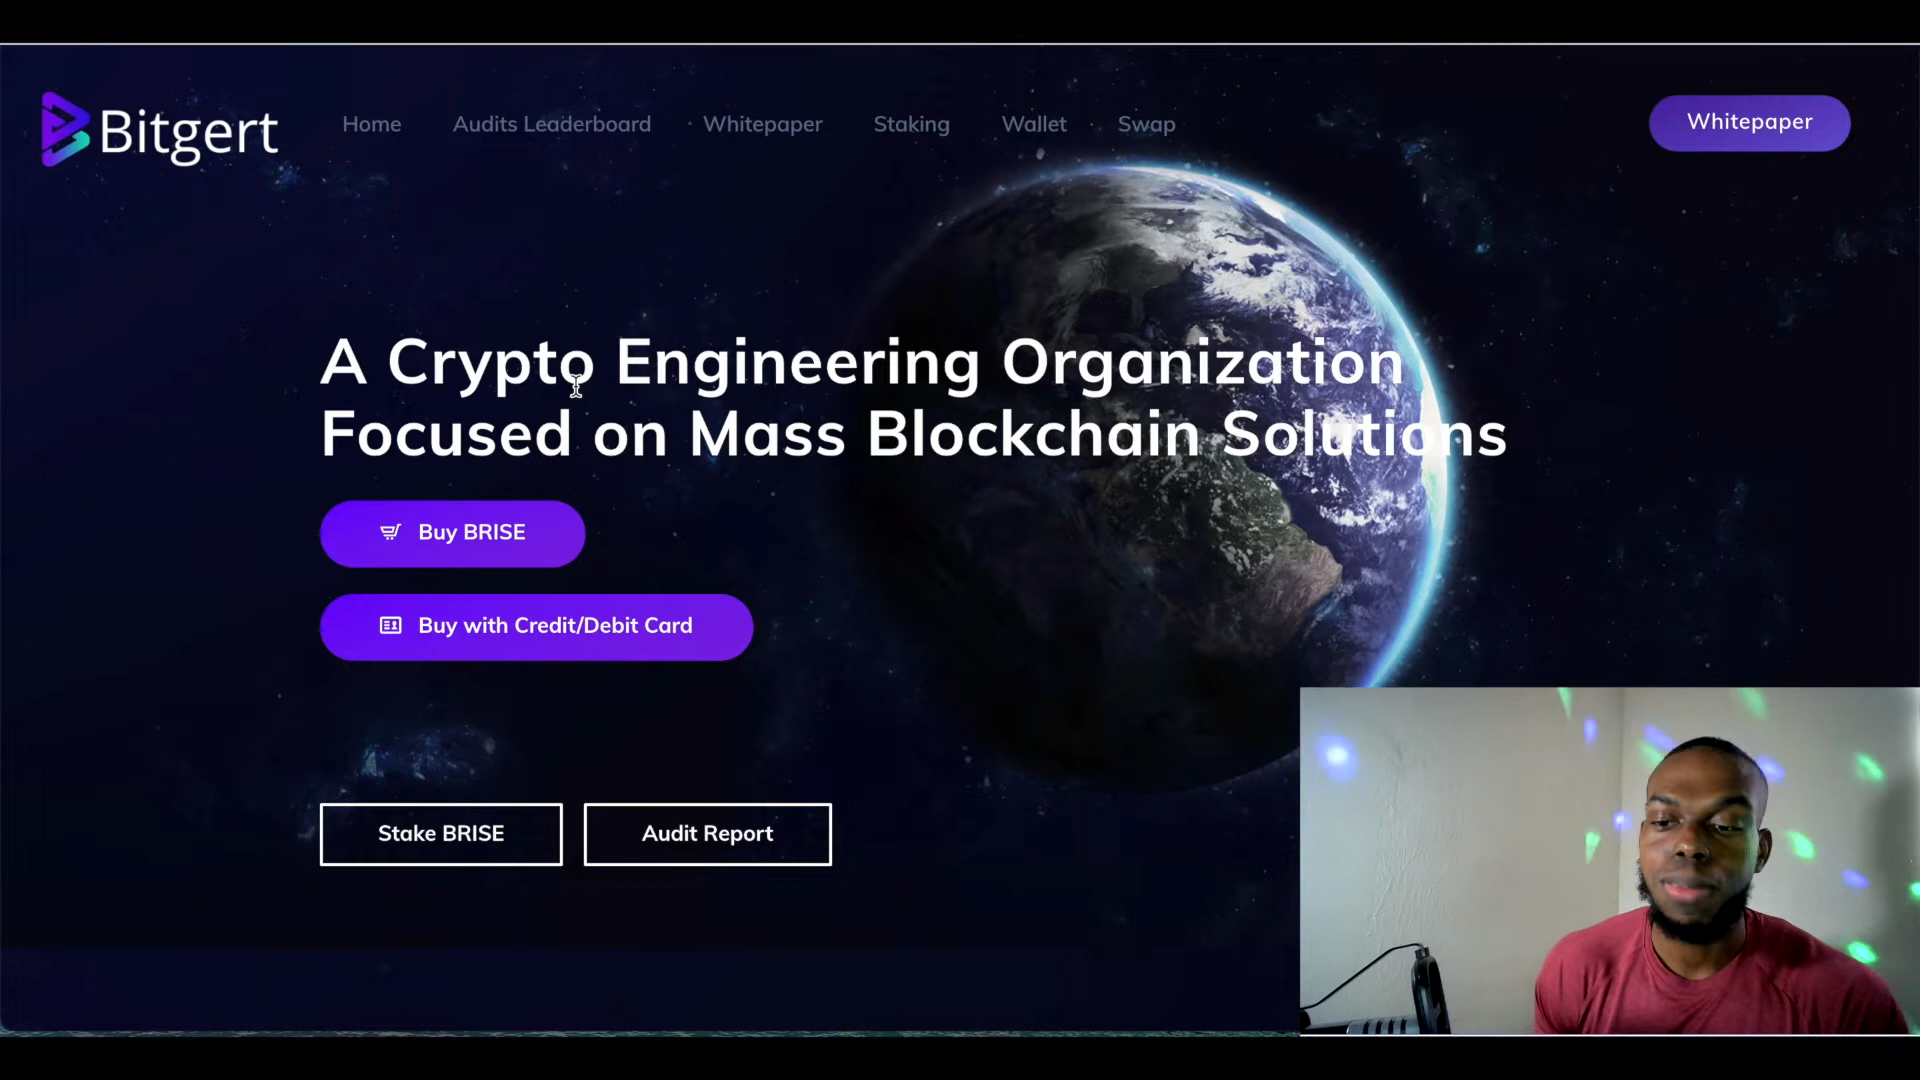 Bitgert
Home Audits Leaderboard Whitepaper Staking Wallet Swap
Whitepaper
A Crypto Engineering Organization
Focused on Mass Blockchain Solutions
Buy BRISE
Buy with Credit/Debit Card
Stake BRISE
Audit Report